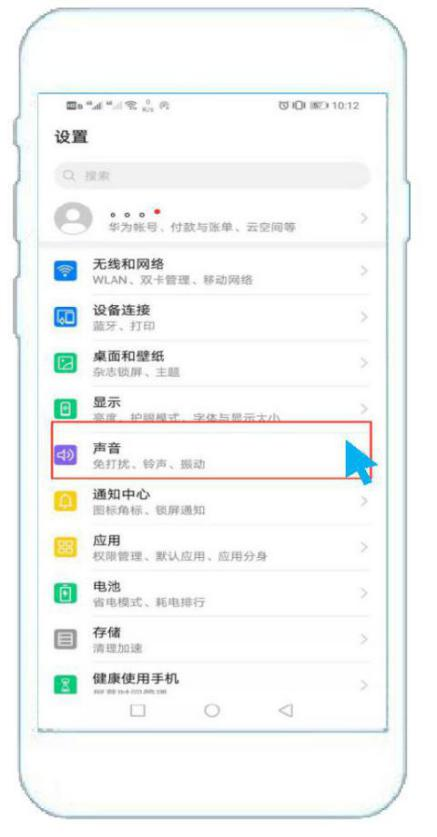 10:12
设置
搜索
华为帐号、付款与账单、云空间等
无线和网络
WLAN、双卡管理、移动网络
设备连接
蓝牙、打印
桌面和壁纸
杂志锁屏、主题
显示
亮度、护眼模式、字体与显示大小
声音
免打扰、铃声、振动
通知中心
图标角标、锁屏通知
应用
权限管理、默认应用、应用分身
电池
省电模式、耗电排行
存储
清理加速
健康使用手机
屏幕时间管理